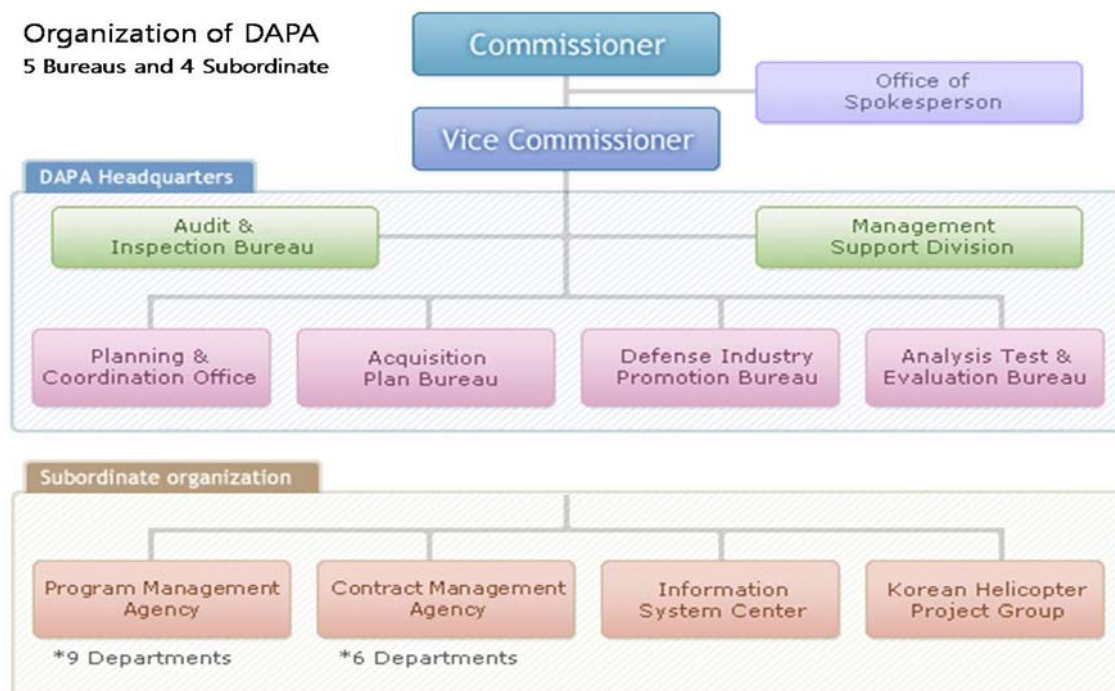 Organization of DAPA
5 Bureaus and 4 Subordinate
Commissioner
Office of
Spokesperson
Vice Commissioner
DAPA Headquarters
Audit &
Inspection Bureau
Management
Support Division
Planning &
Coordination Office
Acquisition
Plan Bureau
Defense Industry
Promotion Bureau
Analysis Test &
Evaluation Bureau
Subordinate organization
Program Management
Agency
Contract Management
Agency
Information
System Center
Korean Helicopter
Project Group
*9 Departments
*6 Departments